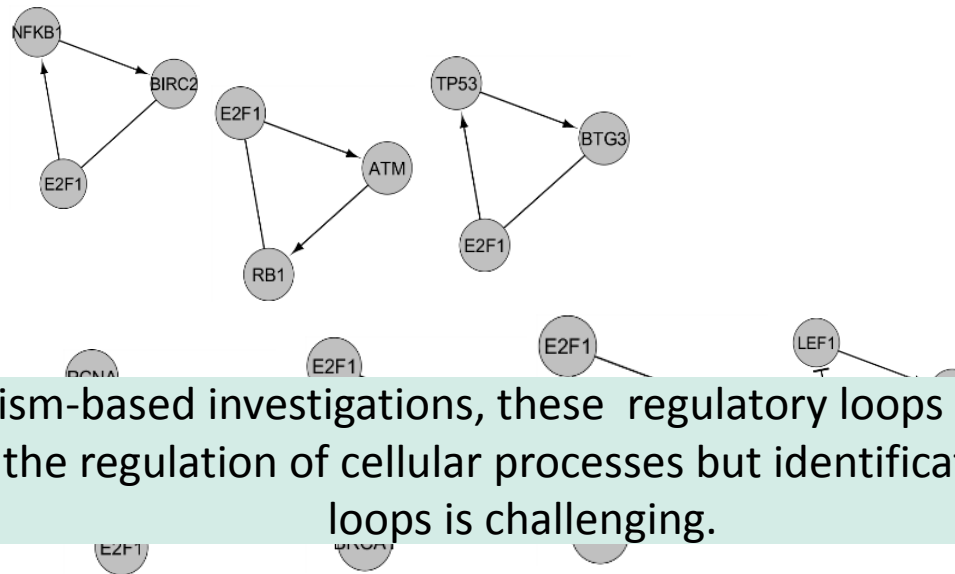 NFKB1
BIRC2
E2F1
E2F1
ATM
RB1
TP53
BTG3
E2F1
E2F1
E2F1
LEF1
ism-based investigations, these regulatory loops
the regulation of cellular processes but identificat
loops is challenging.
E2F1